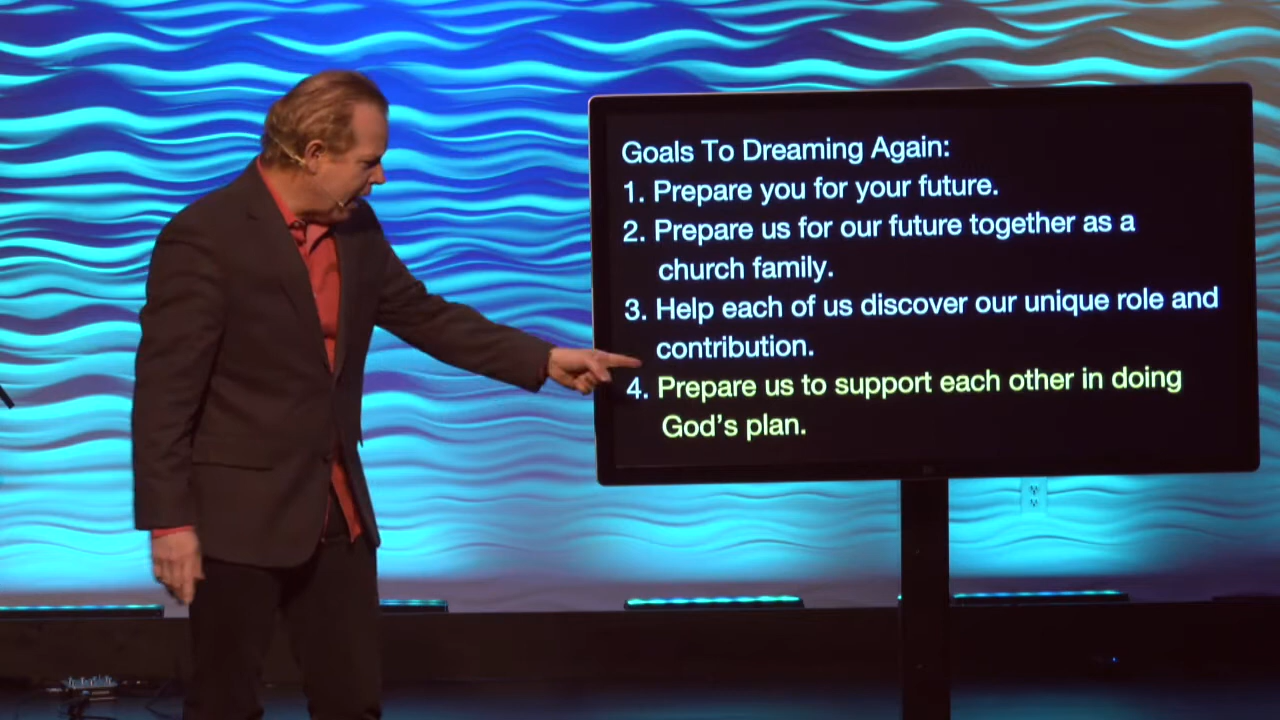 Goals To Dreaming Again:
1. Prepare you for your future.
2. Prepare us for our future together as a
church family.
3. Help each of us discover our unique role and
contribution.
4. Prepare us to support each other in doing
God's plan.